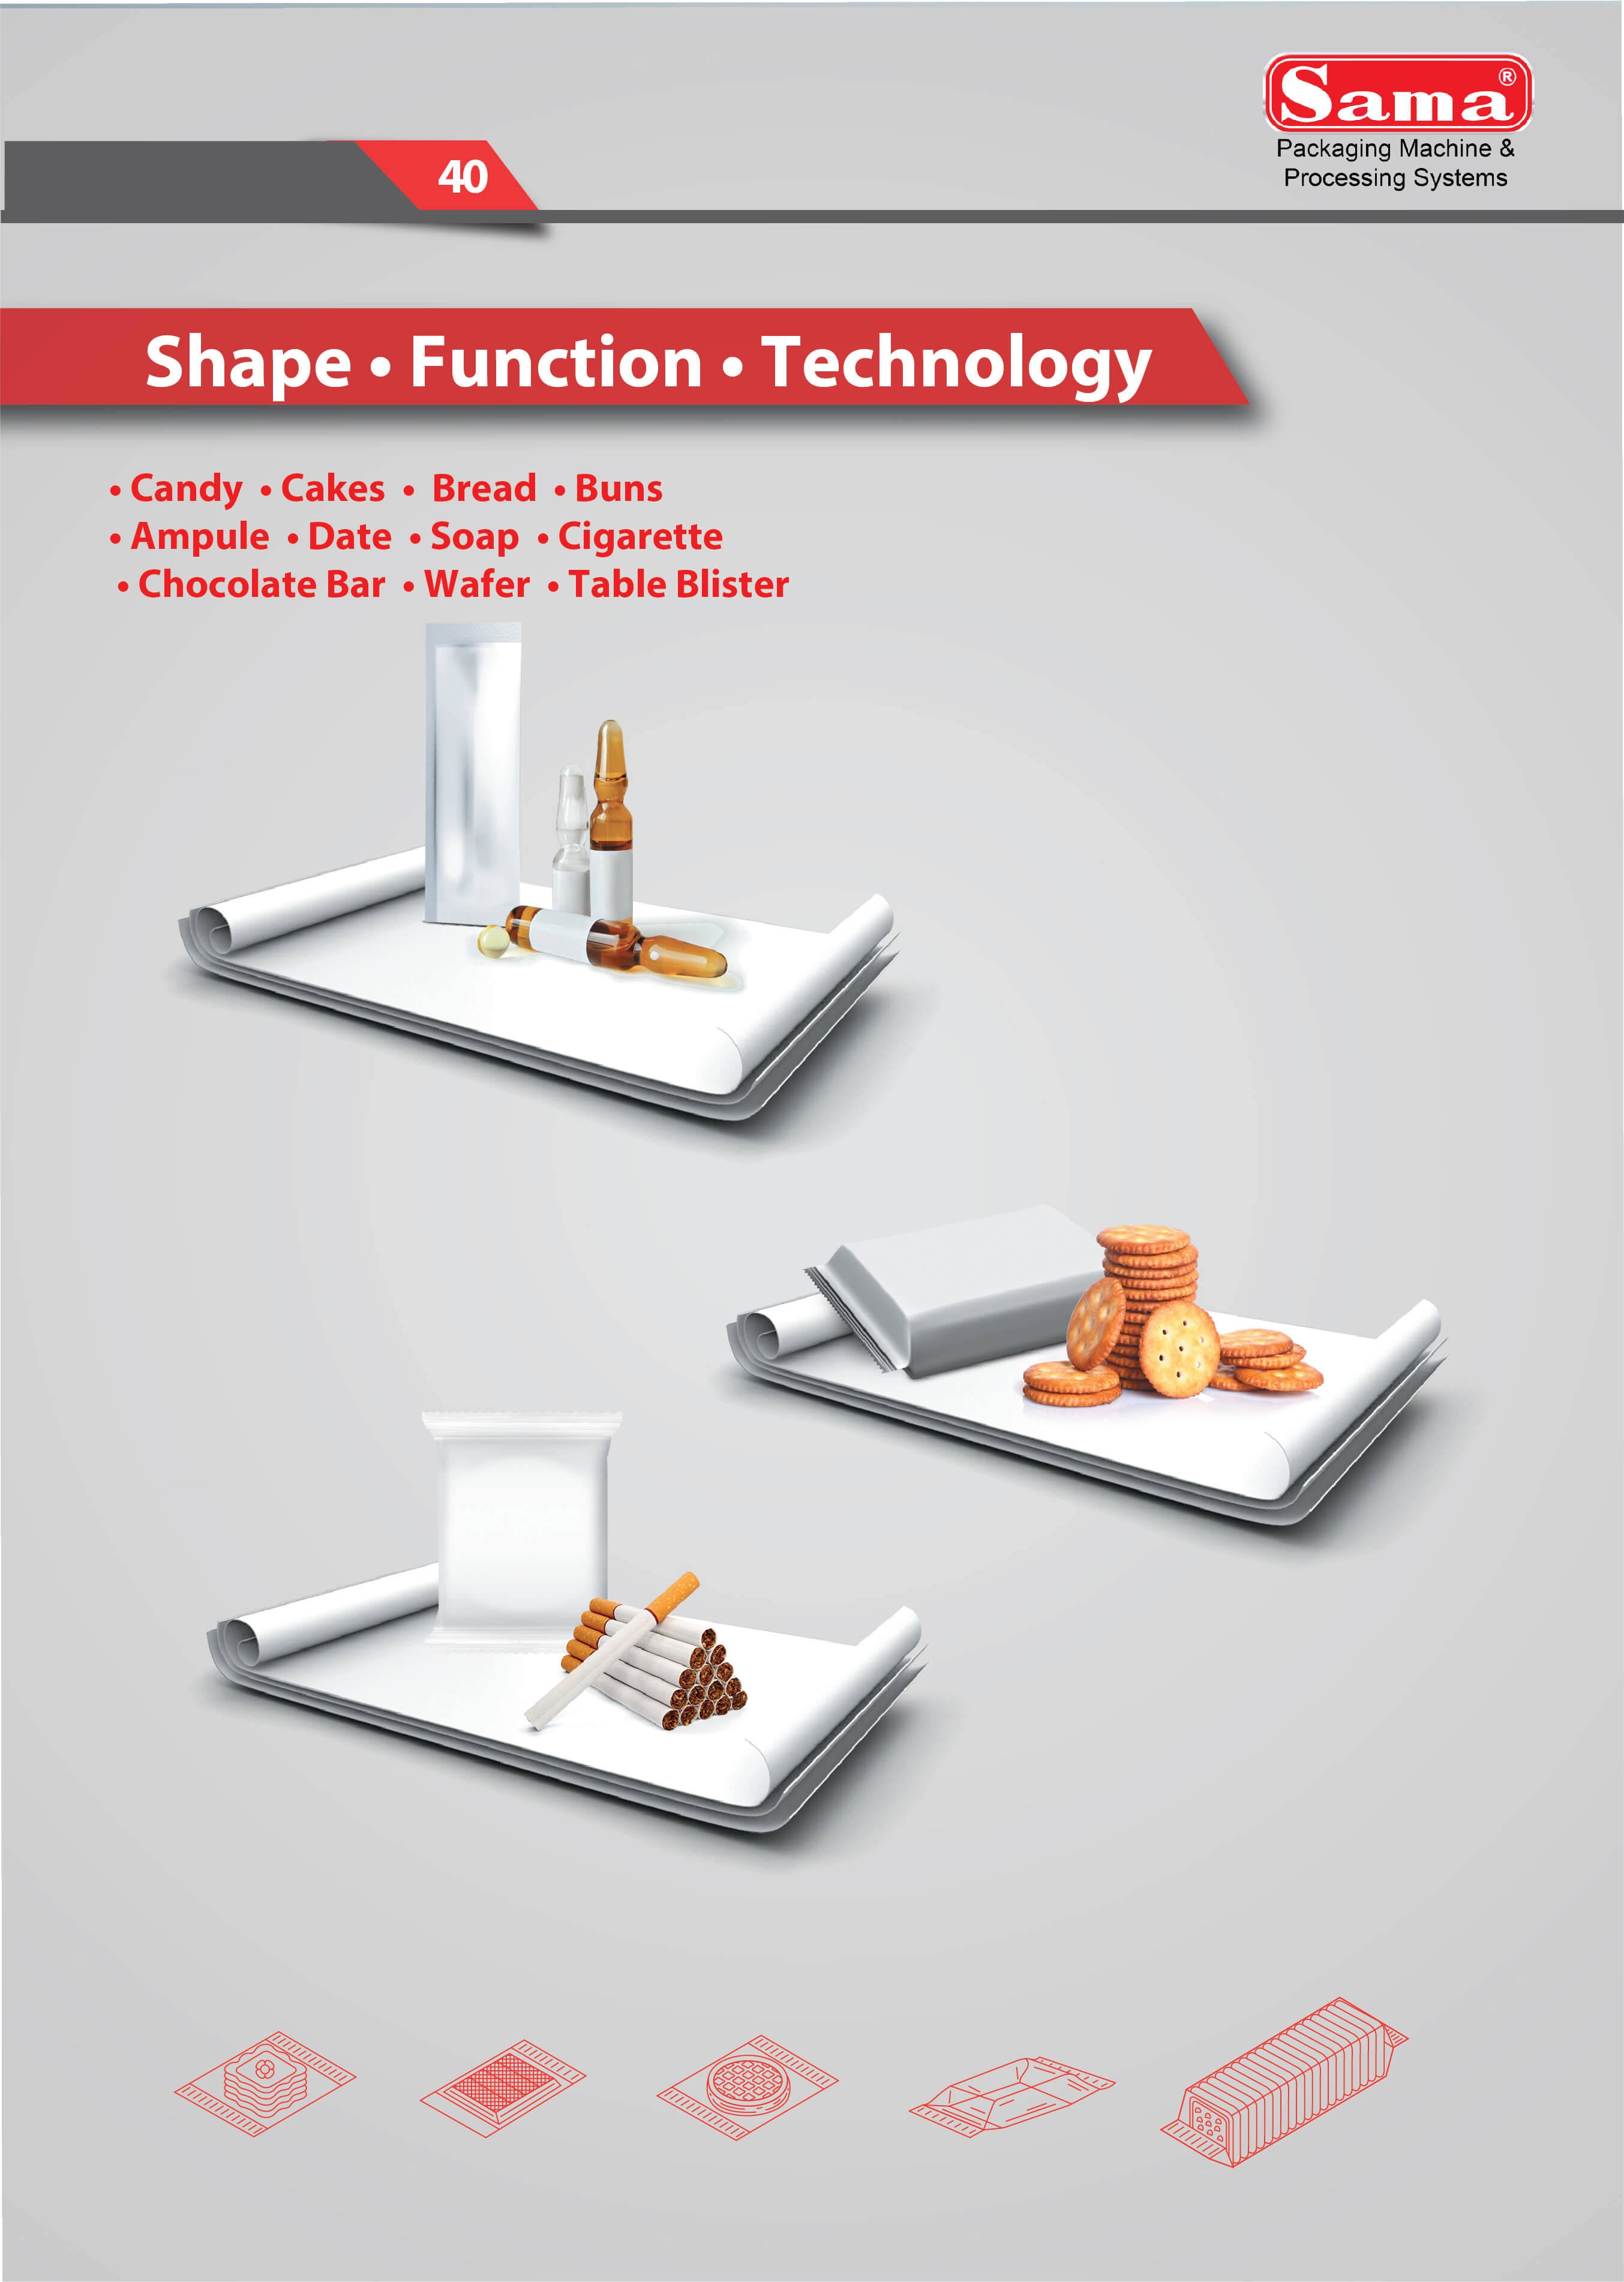 Sama®
Packaging Machine &
Processing Systems
40
Shape • Function • Technology
• Candy • Cakes • Bread • Buns
• Ampule • Date • Soap • Cigarette
• Chocolate Bar • Wafer • Table Blister